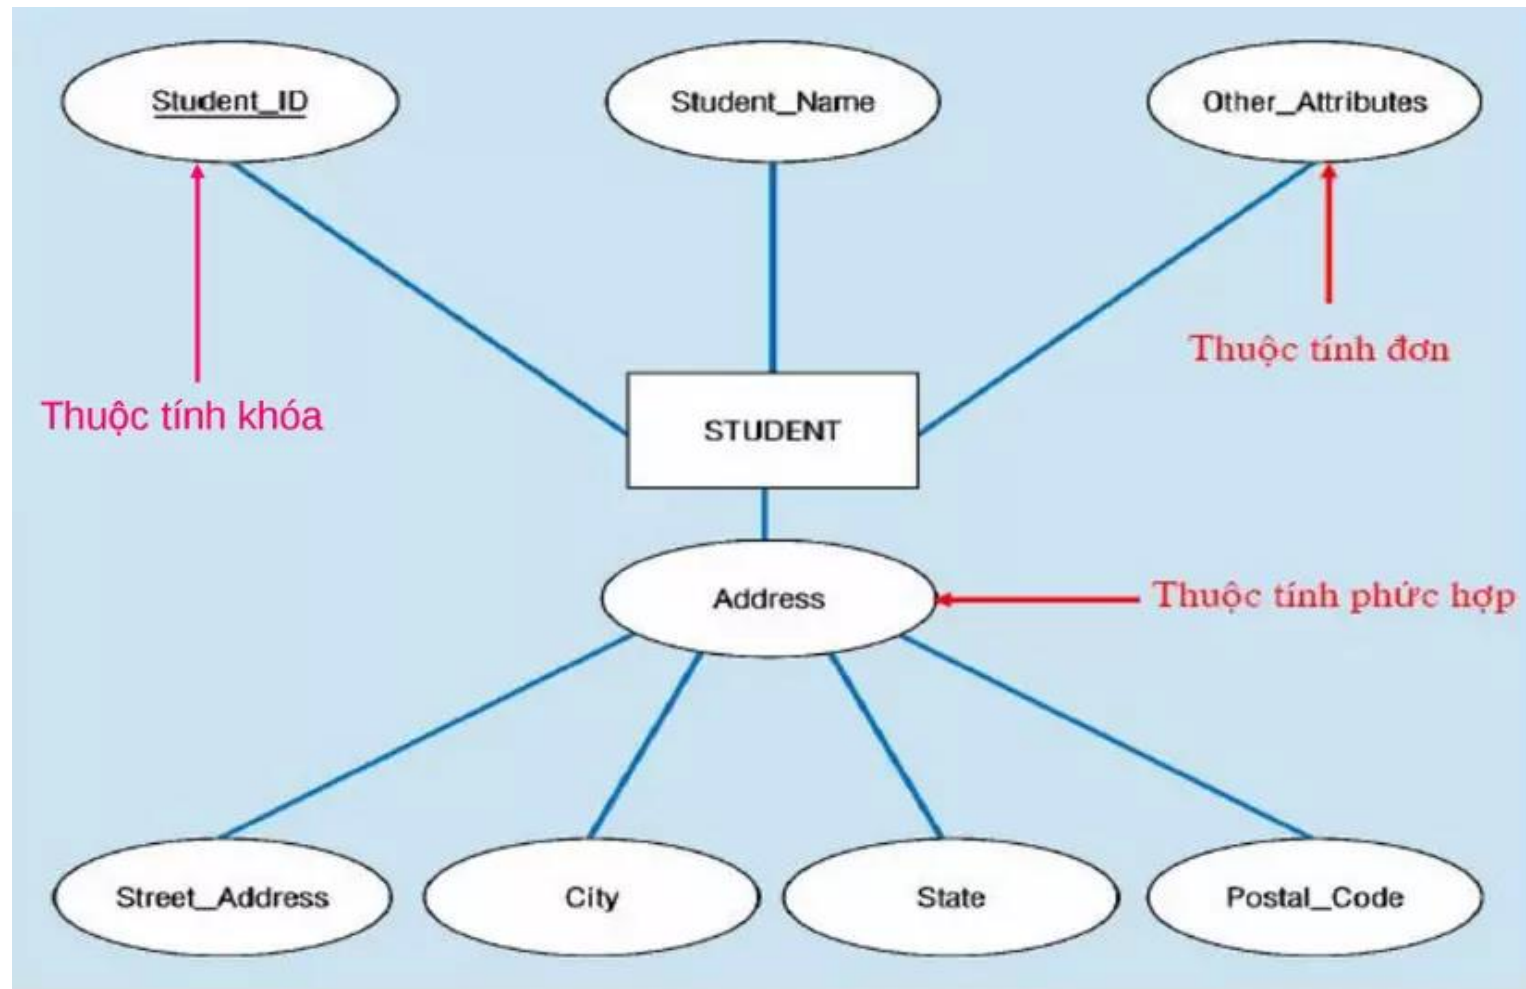 Student_ID
Student_Name
Other_Attributes
Thuộc tính đơn
Thuộc tính khóa
STUDENT
Address
Thuộc tính phức hợp
Street_Address
City
State
Postal_Code